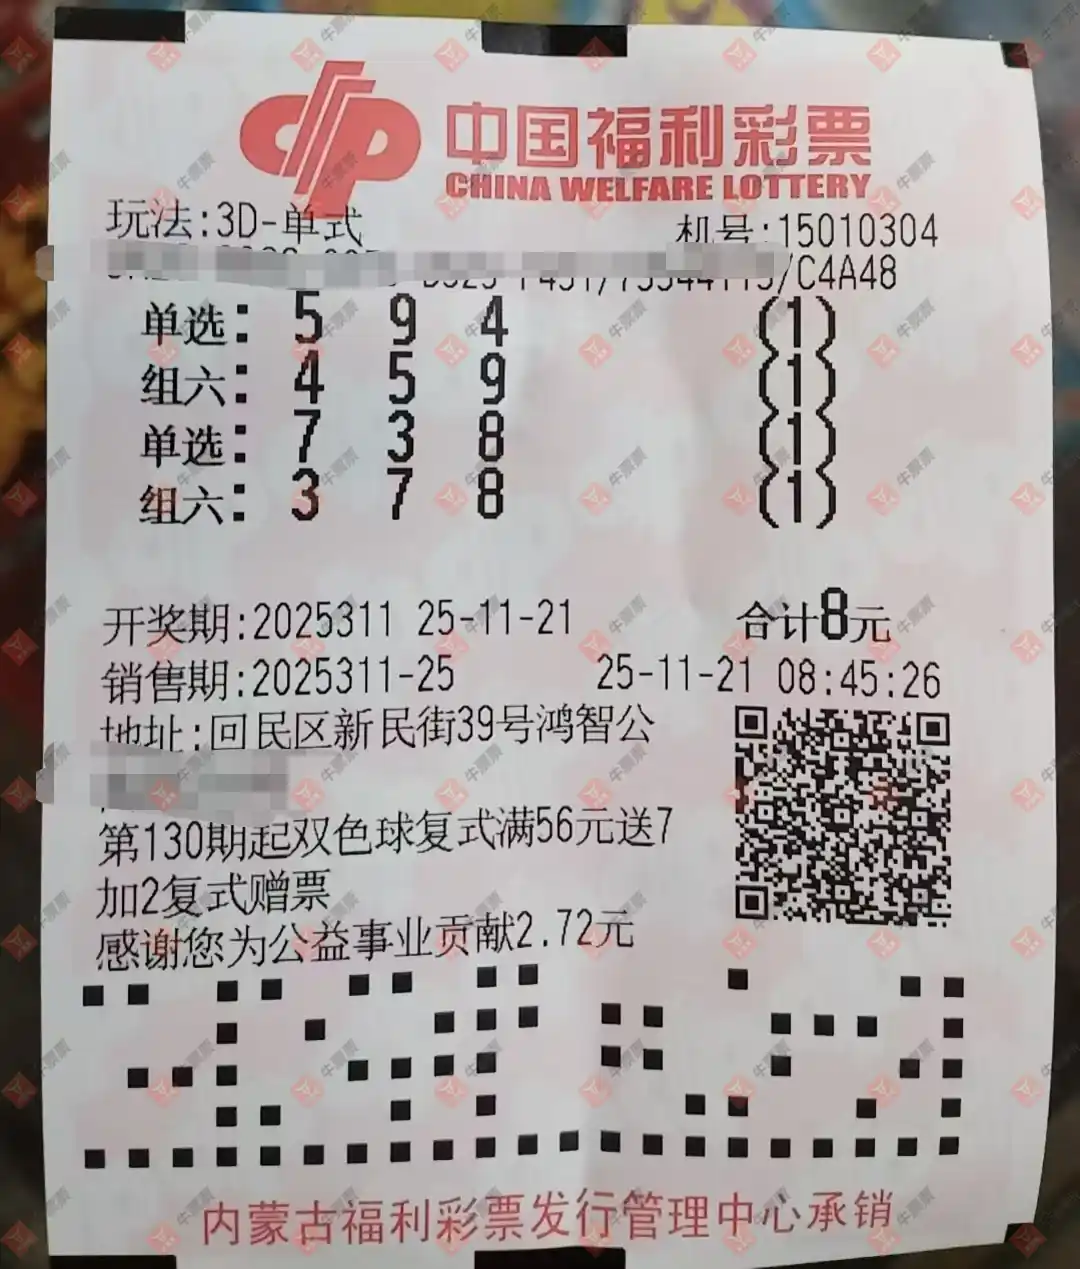 中国福利彩票
CHINA WELFARE LOTTERY
玩法:3D-单式 机号:15010304
/C4A48
单选: 5 9 4 (1)
组六: 4 5 9 (1)
单选: 7 3 8 (1)
组六: 3 7 8 (1)
开奖期:2025311 25-11-21 合计8元
销售期:2025311-25 25-11-21 08:45:26
地址:回民区新民街39号鸿智公
第130期起双色球复式满56元送7
加2复式赠票
感谢您为公益事业贡献2.72元
内蒙古福利彩票发行管理中心承销
牛票票